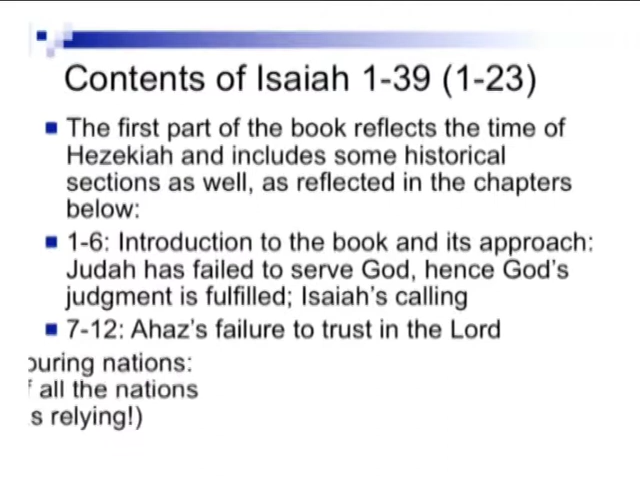 Contents of Isaiah 1-39 (1-23)
The first part of the book reflects the time of
Hezekiah and includes some historical
sections as well, as reflected in the chapters
below:
1-6: Introduction to the book and its approach:
Judah has failed to serve God, hence God's
judgment is fulfilled; Isaiah's calling
7-12: Ahaz's failure to trust in the Lord
ouring nations:
all the nations
s relying!)